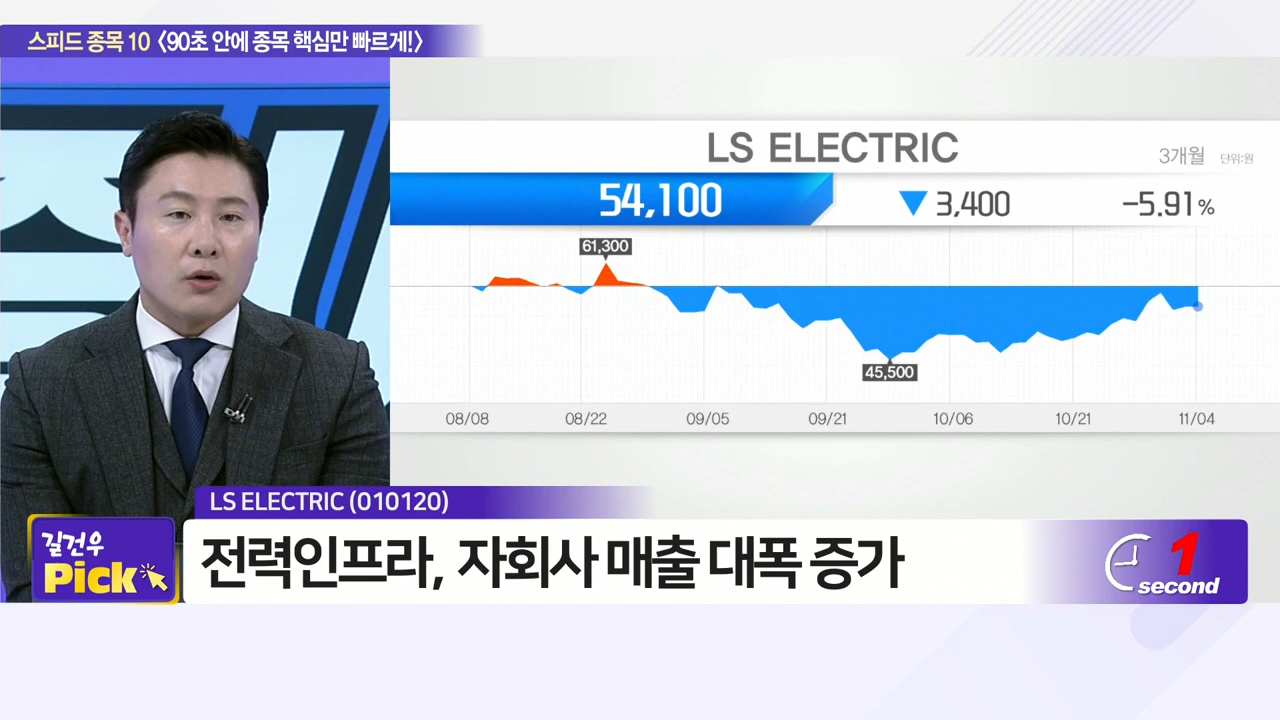 스피드 종목 10 〈90초 안에 종목 핵심만 빠르게!〉
LS ELECTRIC
3개월 단위:원
54,100 ▼ 3,400 -5.91%
61,300
45,500
08/08 08/22 09/05 09/21 10/06 10/21 11/04
LS ELECTRIC (010120)
길건우
Pick
전력인프라, 자회사 매출 대폭 증가
1
second